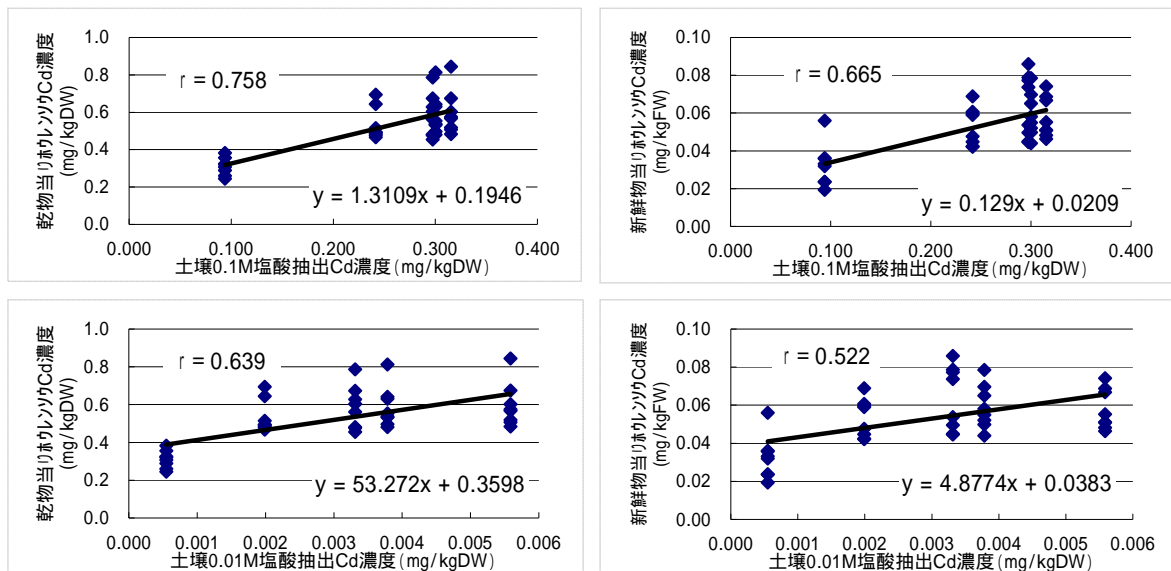 乾物当りホウレンソウCd濃度
(mg/kgDW)
1.0
0.8
0.6
0.4
0.2
0.0
r = 0.758
y = 1.3109x + 0.1946
0.000 0.100 0.200 0.300 0.400
土壌0.1M塩酸抽出Cd濃度(mg/kgDW)
新鮮物当りホウレンソウCd濃度
(mg/kgFW)
0.10
0.08
0.06
0.04
0.02
0.00
r = 0.665
y = 0.129x + 0.0209
0.000 0.100 0.200 0.300 0.400
土壌0.1M塩酸抽出Cd濃度(mg/kgDW)
乾物当りホウレンソウCd濃度
(mg/kgDW)
1.0
0.8
0.6
0.4
0.2
0.0
r = 0.639
y = 53.272x + 0.3598
0.000 0.001 0.002 0.003 0.004 0.005 0.006
土壌0.01M塩酸抽出Cd濃度(mg/kgDW)
新鮮物当りホウレンソウCd濃度
(mg/kgFW)
0.10
0.08
0.06
0.04
0.02
0.00
r = 0.522
y = 4.8774x + 0.0383
0.000 0.001 0.002 0.003 0.004 0.005 0.006
土壌0.01M塩酸抽出Cd濃度(mg/kgDW)